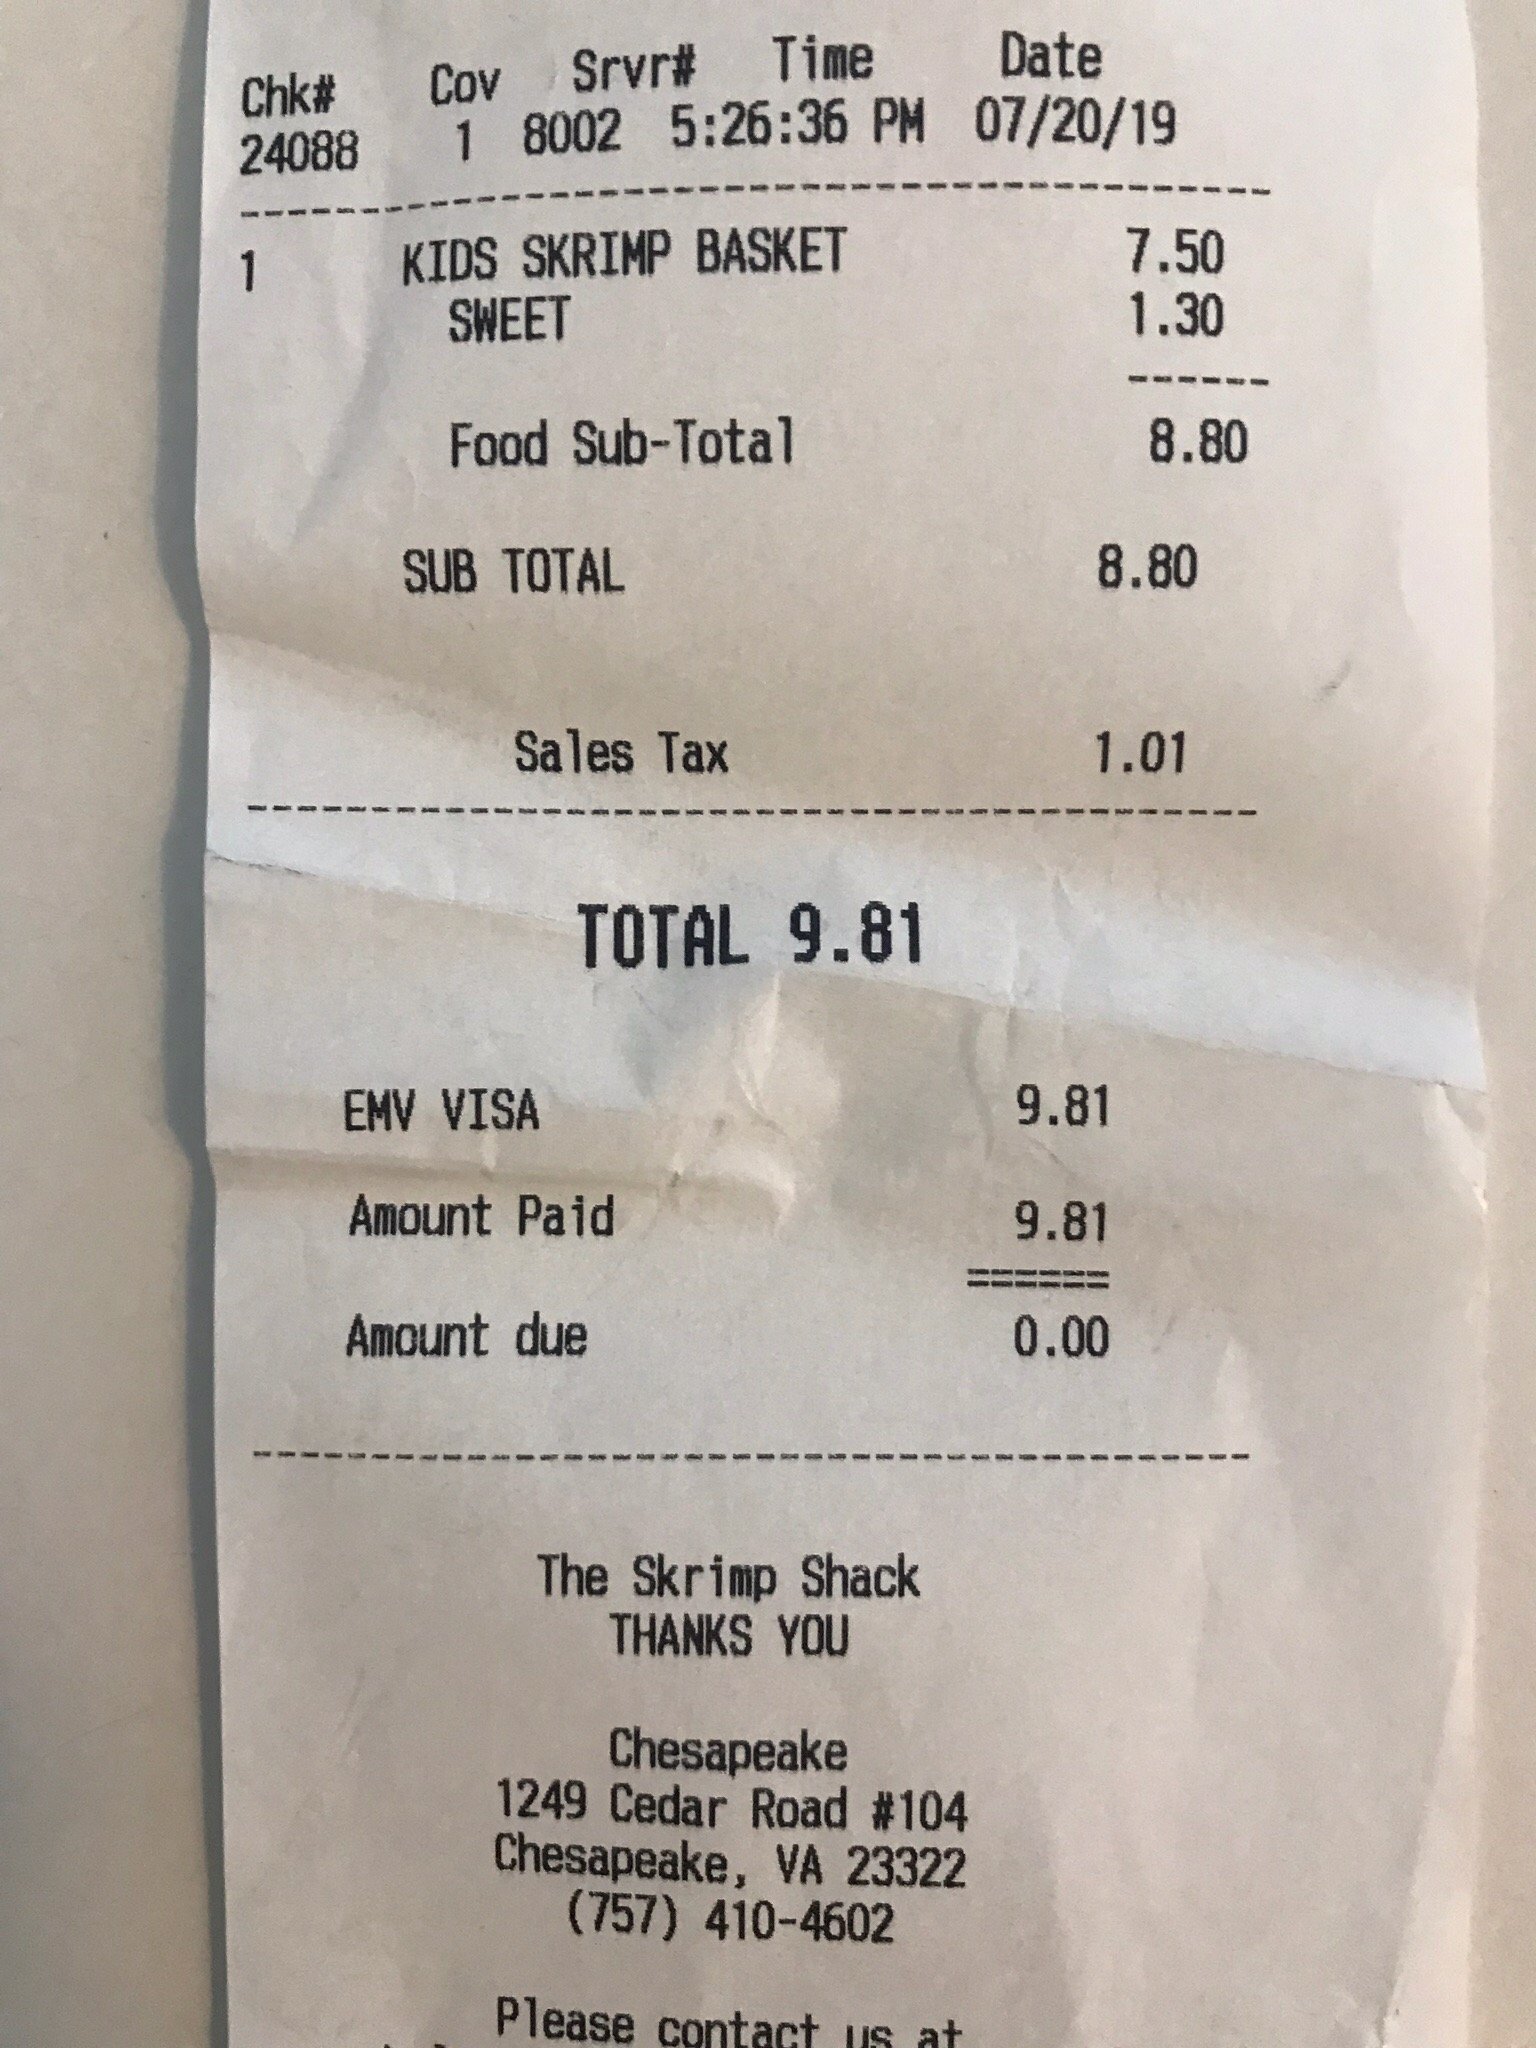 Chk# Cov Srvr# Time Date
24088 1 8002 5:26:36 PM 07/20/19
------------------------------------------
1 KIDS SKRIMP BASKET 7.50
SWEET 1.30
------
Food Sub-Total 8.80
SUB TOTAL 8.80
Sales Tax 1.01
------------------------------------------
TOTAL 9.81
EMV VISA 9.81
Amount Paid 9.81
======
Amount due 0.00
------------------------------------------
The Skrimp Shack
THANKS YOU
Chesapeake
1249 Cedar Road #104
Chesapeake, VA 23322
(757) 410-4602
Please contact us at